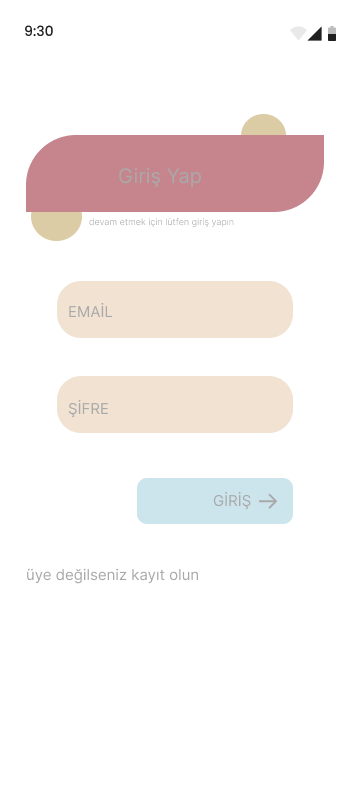 9:30
Giriş Yap
devam etmek için lütfen giriş yapın
EMAİL
ŞİFRE
GİRİŞ
üye değilseniz kayıt olun